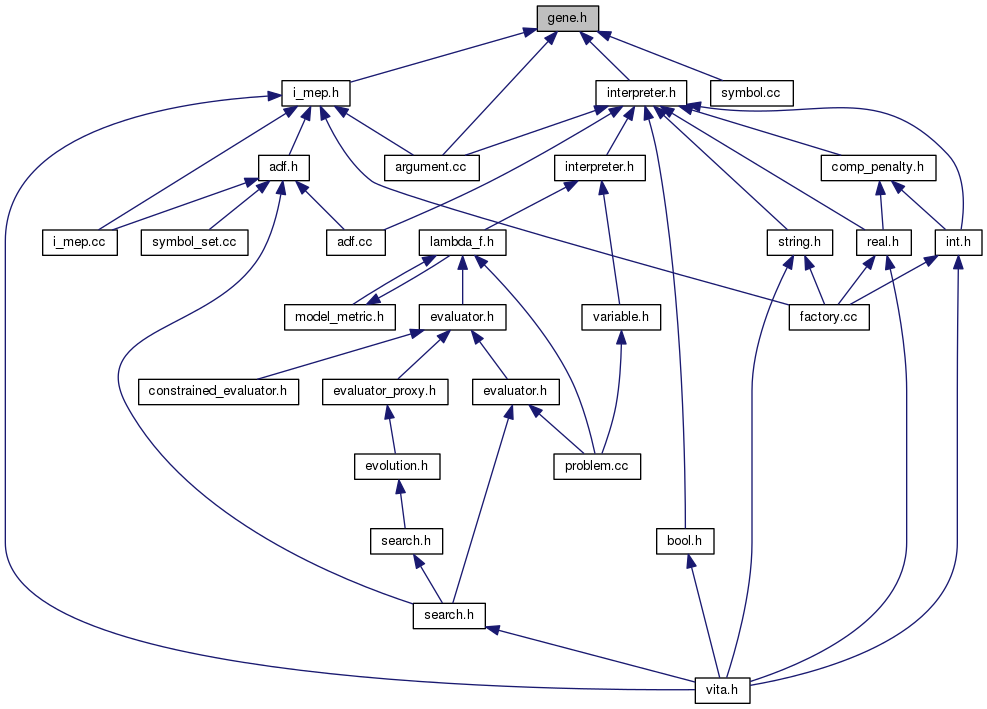 gene.h
i_mep.h
interpreter.h
symbol.cc
adf.h
argument.cc
interpreter.h
comp_penalty.h
i_mep.cc
symbol_set.cc
adf.cc
lambda_f.h
string.h
real.h
int.h
model_metric.h
evaluator.h
variable.h
factory.cc
constrained_evaluator.h
evaluator_proxy.h
evaluator.h
evolution.h
problem.cc
search.h
bool.h
search.h
vita.h